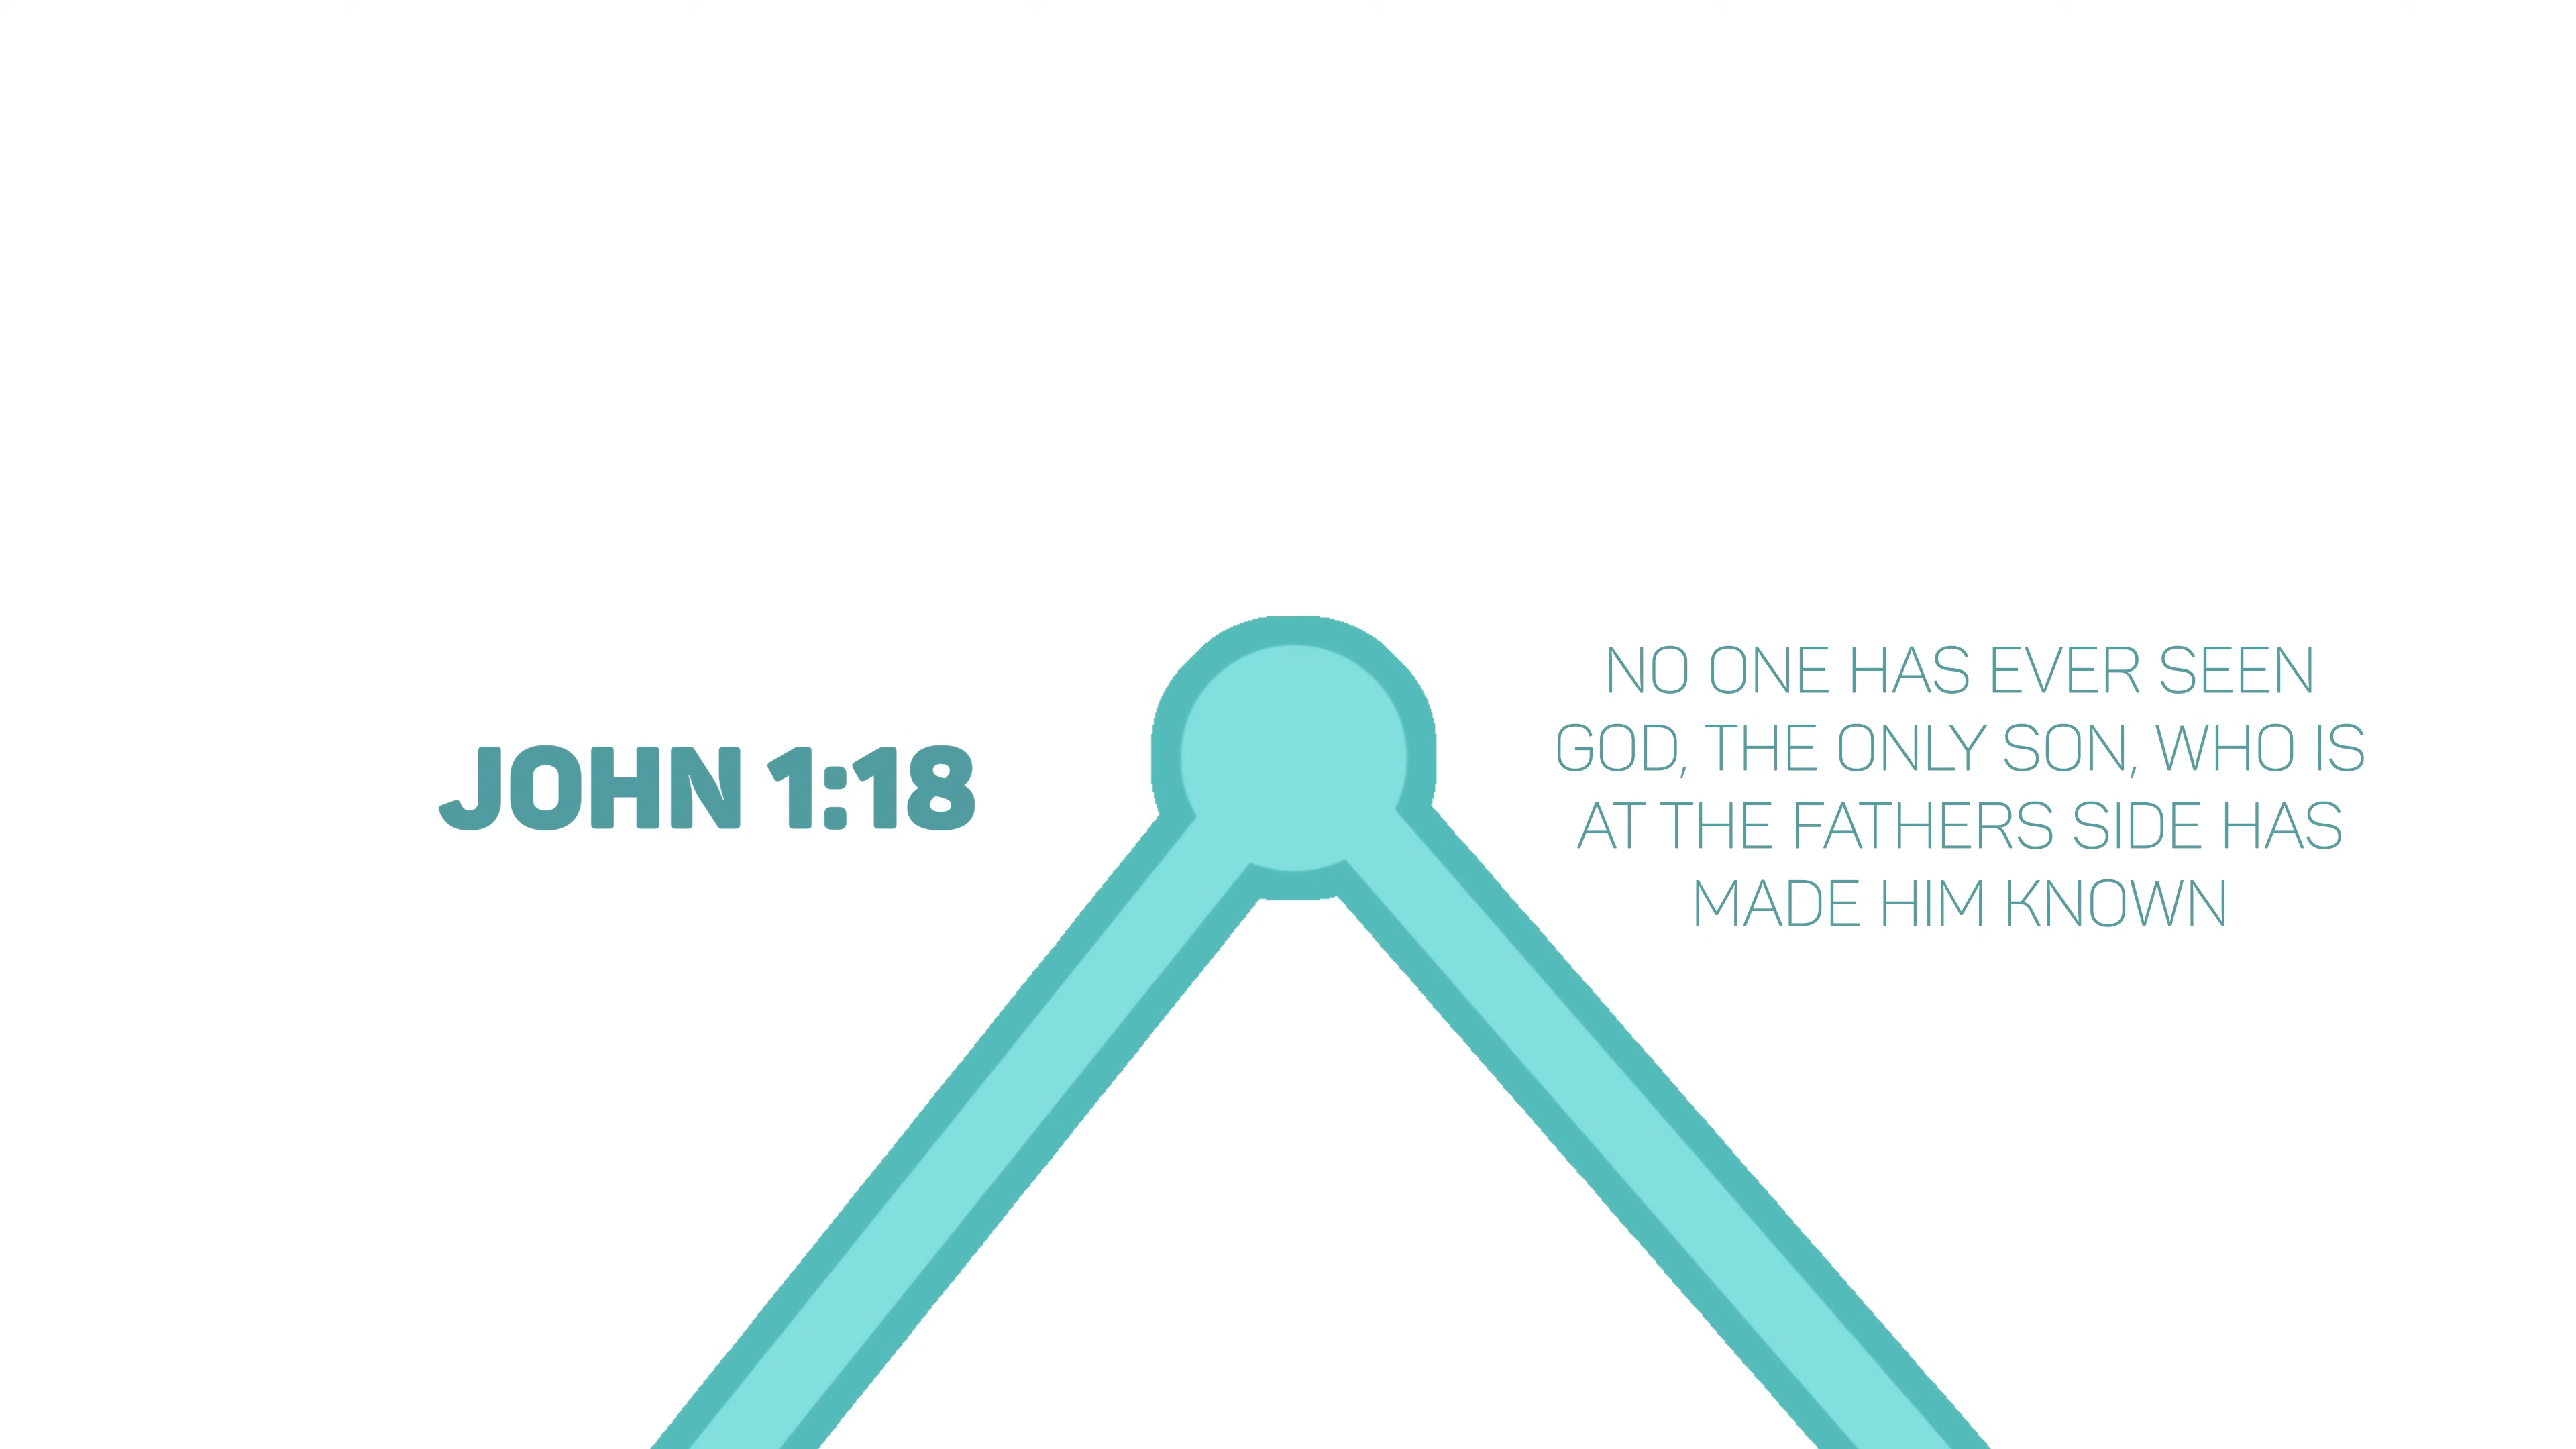 JOHN 1:18
NO ONE HAS EVER SEEN
GOD, THE ONLY SON, WHO IS
AT THE FATHERS SIDE HAS
MADE HIM KNOWN